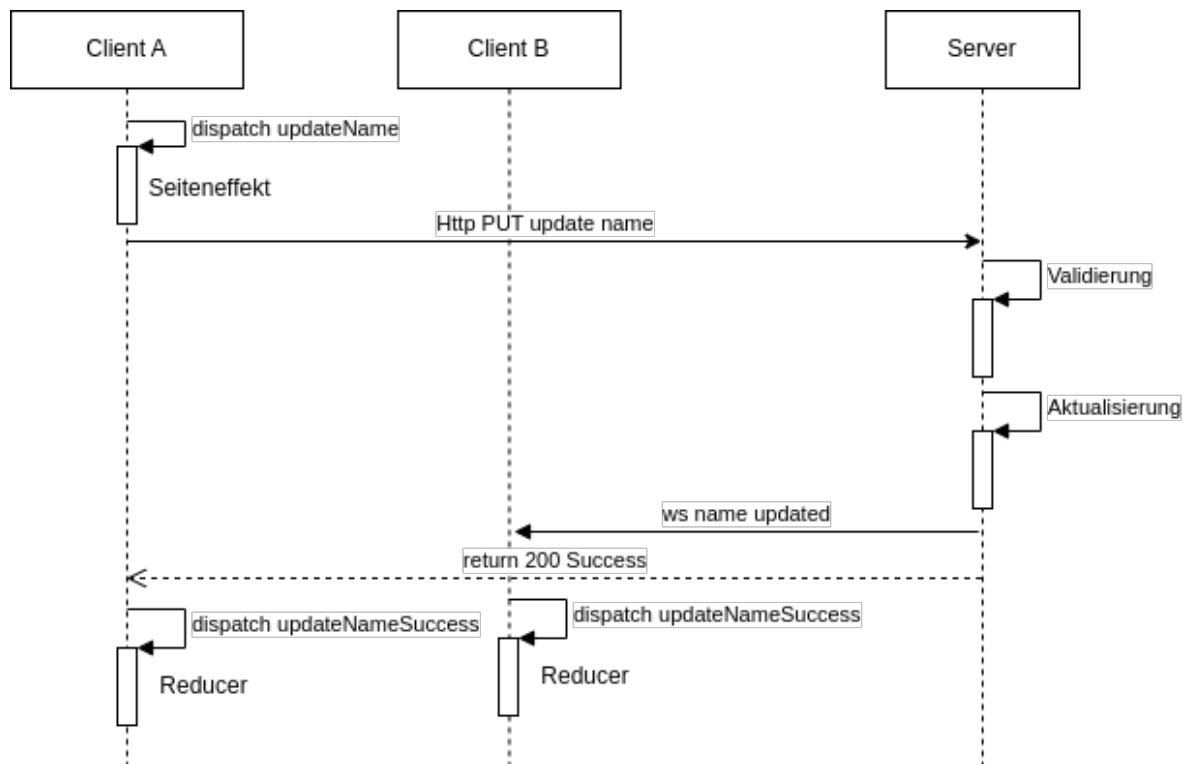 Client A
Client B
Server
dispatch updateName
Seiteneffekt
Http PUT update name
Validierung
Aktualisierung
ws name updated
return 200 Success
dispatch updateNameSuccess
dispatch updateNameSuccess
Reducer
Reducer